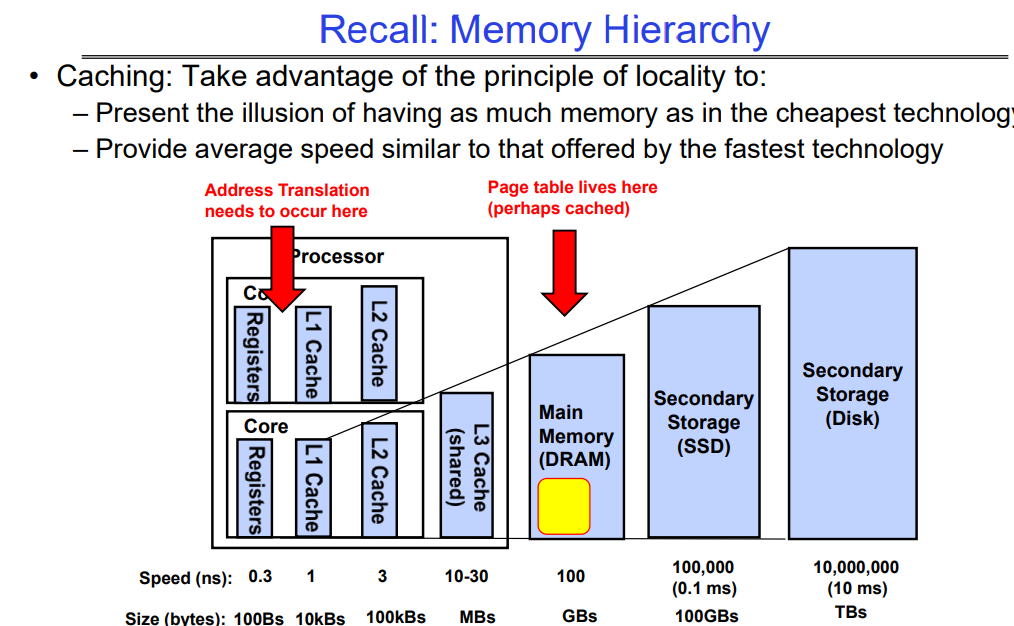 Recall: Memory Hierarchy
• Caching: Take advantage of the principle of locality to:
– Present the illusion of having as much memory as in the cheapest technology
– Provide average speed similar to that offered by the fastest technology
Address Translation
needs to occur here
Page table lives here
(perhaps cached)
Processor
Registers
L1 Cache
L2 Cache
Core
Registers
L1 Cache
L2 Cache
L3 Cache
(shared)
Main
Memory
(DRAM)
Secondary
Storage
(SSD)
Secondary
Storage
(Disk)
Speed (ns): 0.3 1 3 10-30 100 100,000 10,000,000
(0.1 ms) (10 ms)
Size (bytes): 100Bs 10kBs 100kBs MBs GBs 100GBs TBs